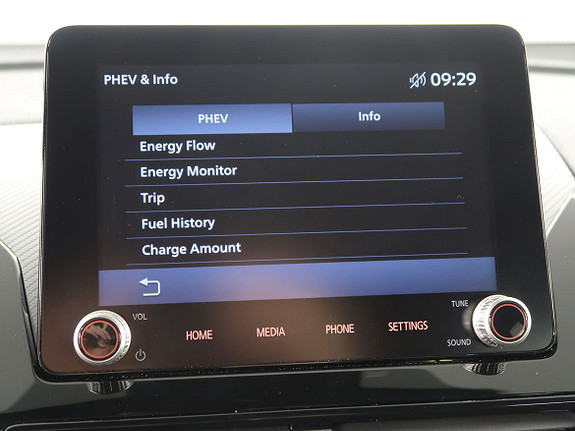 PHEV & Info
09:29
PHEV
Info
Energy Flow
Energy Monitor
Trip
Fuel History
Charge Amount
VOL
HOME
MEDIA
PHONE
SETTINGS
TUNE
SOUND